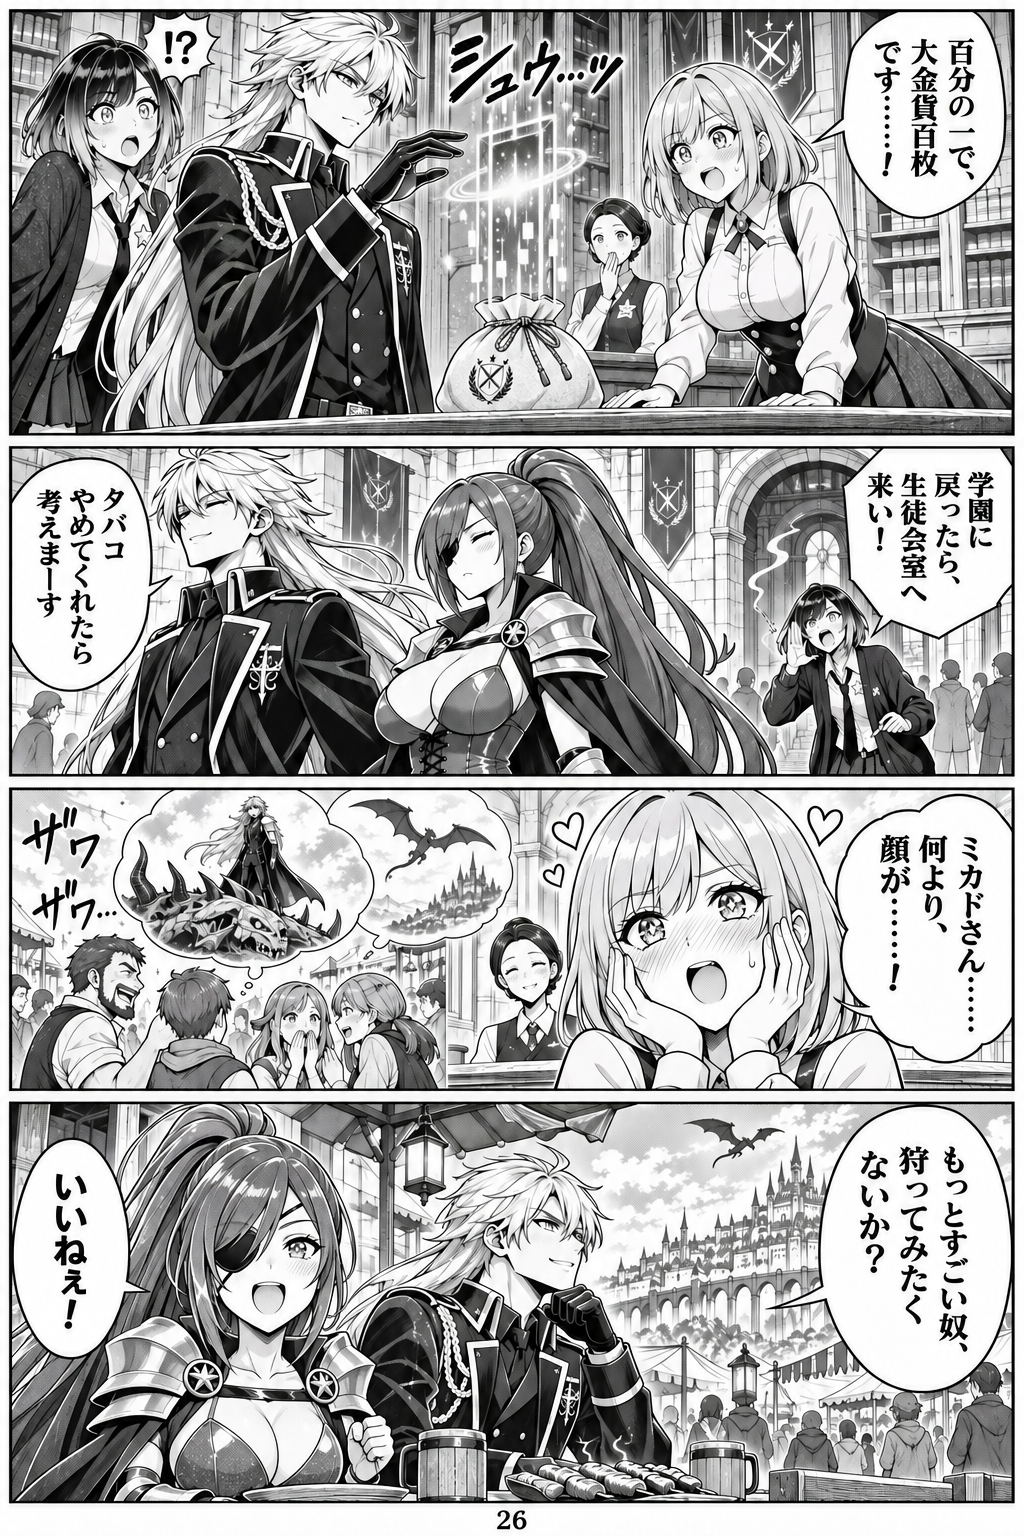 百分の一で、
大金貨百枚
です……！
シュゥ…ッ
!?
学園に
戻ったら、
生徒会室へ
来い！
タバコ
やめてくれたら
考えまーす
ミカドさん……
何より、
顔が……！
ザワ
ザワ…
もっとすごい奴、
狩ってみたく
ないか？
いいねぇ！
26